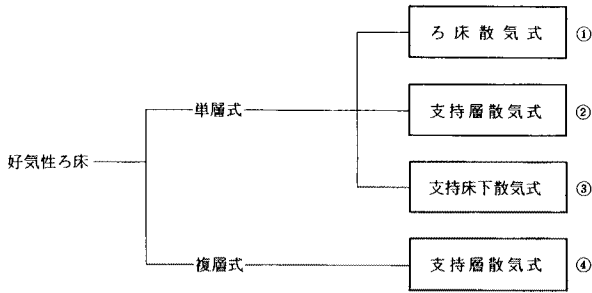 ろ床散気式 ①
単層式 支持層散気式 ②
好気性ろ床
支持床下散気式 ③
複層式 支持層散気式 ④